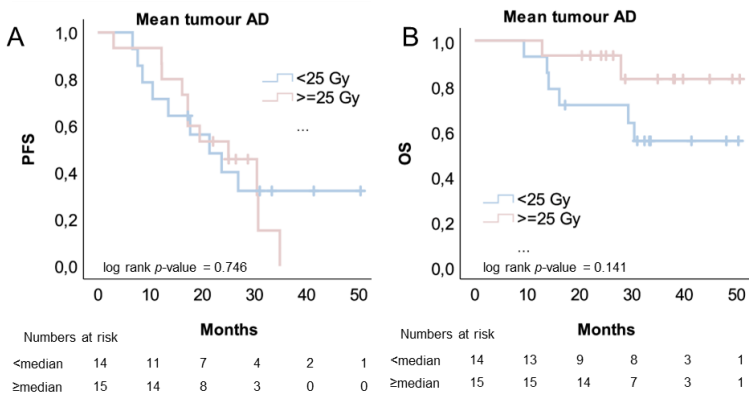 A
Mean tumour AD
1,0
0,8
0,6
0,4
0,2
0,0
PFS
<25 Gy
>=25 Gy
...
log rank p-value = 0.746
0 10 20 30 40 50
Months
Numbers at risk
<median 14 11 7 4 2 1
≥median 15 14 8 3 0 0
B
Mean tumour AD
1,0
0,8
0,6
0,4
0,2
0,0
OS
<25 Gy
>=25 Gy
...
log rank p-value = 0.141
0 10 20 30 40 50
Months
Numbers at risk
<median 14 13 9 8 3 1
≥median 15 15 14 7 3 1